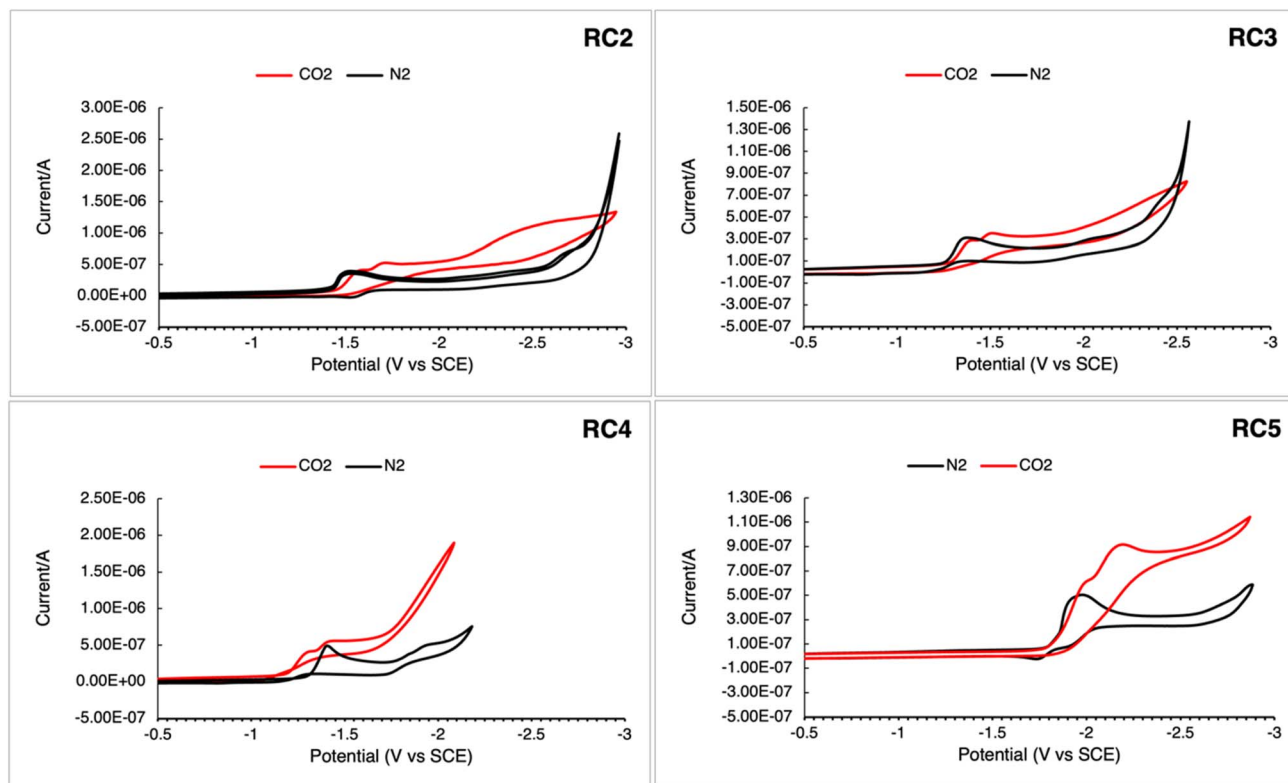 RC2
CO2 N2
3.00E-06
2.50E-06
2.00E-06
1.50E-06
1.00E-06
5.00E-07
0.00E+00
-5.00E-07
Current/A
-0.5 -1 -1.5 -2 -2.5 -3
Potential (V vs SCE)
RC3
CO2 N2
1.50E-06
1.30E-06
1.10E-06
9.00E-07
7.00E-07
5.00E-07
3.00E-07
1.00E-07
-1.00E-07
-3.00E-07
-5.00E-07
Current/A
-0.5 -1 -1.5 -2 -2.5 -3
Potential (V vs SCE)
RC4
CO2 N2
2.50E-06
2.00E-06
1.50E-06
1.00E-06
5.00E-07
0.00E+00
-5.00E-07
Current/A
-0.5 -1 -1.5 -2 -2.5 -3
Potential (V vs SCE)
RC5
N2 CO2
1.30E-06
1.10E-06
9.00E-07
7.00E-07
5.00E-07
3.00E-07
1.00E-07
-1.00E-07
-3.00E-07
-5.00E-07
Current/A
-0.5 -1 -1.5 -2 -2.5 -3
Potential (V vs SCE)